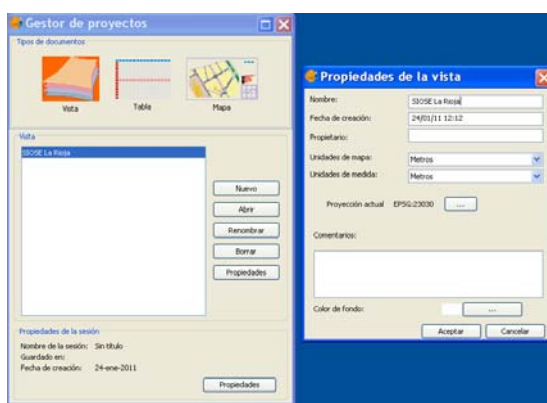 Gestor de proyectos
Tipos de documentos
Vista
Tabla
Mapa
Vista
SIOSE La Rioja
Nuevo
Abrir
Renombrar
Borrar
Propiedades
Propiedades de la sesión
Nombre de la sesión: Sin título
Guardado en:
Fecha de creación: 24-ene-2011
Propiedades
Propiedades de la vista
Nombre: SIOSE La Rioja
Fecha de creación: 24/01/11 12:12
Propietario:
Unidades de mapa: Metros
Unidades de medida: Metros
Proyección actual EPSG:23030 ...
Comentarios:
Color de fondo: ...
Aceptar Cancelar